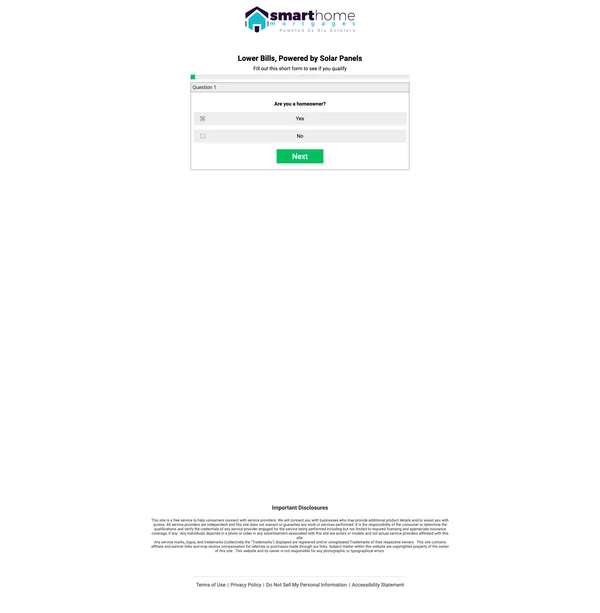 smarthome
mortgages
Powered by Sio Solvere
Lower Bills, Powered by Solar Panels
Fill out this short form to see if you qualify
Question 1
Are you a homeowner?
Yes
No
Next
Important Disclosures
This site is a free service to help consumers connect with service providers. We will connect you with businesses who may provide additional product details and/or assist you with
quotes. All service providers are independent and this site does not warrant or guarantee any work or services performed. It is the responsibility of the consumer to determine the
qualifications and verify the credentials of any service provider engaged for the service being performed including but not limited to required licensing and appropriate insurance
coverage, if any. Any individuals depicted in a photo or video in any advertisement associated with this site are actors or models and not actual service providers affiliated with this
site.
Any service marks, logos, and trademarks (collectively the "Trademarks") displayed are registered and/or unregistered Trademarks of their respective owners. This site contains
affiliate and partner links and may receive compensation for referrals or purchases made through our links. Subject matter within this website are copyrighted property of the owner
of this site. This website and its owner is our responsible for any photographic or typographical errors.
Terms of Use | Privacy Policy | Do Not Sell My Personal Information | Accessibility Statement